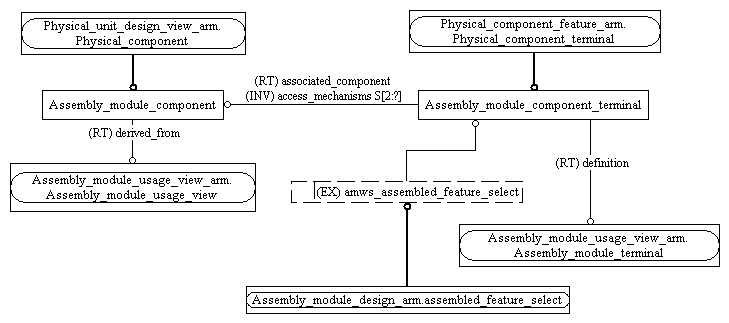 Physical_unit_design_view_arm.
Physical_component
Physical_component_feature_arm.
Physical_component_terminal
(RT) associated_component
(INV) access_mechanisms S[2:?]
Assembly_module_component
Assembly_module_component_terminal
(RT) derived_from
(RT) definition
Assembly_module_usage_view_arm.
Assembly_module_usage_view
(EX) amws_assembled_feature_select
Assembly_module_usage_view_arm.
Assembly_module_terminal
Assembly_module_design_arm.assembled_feature_select